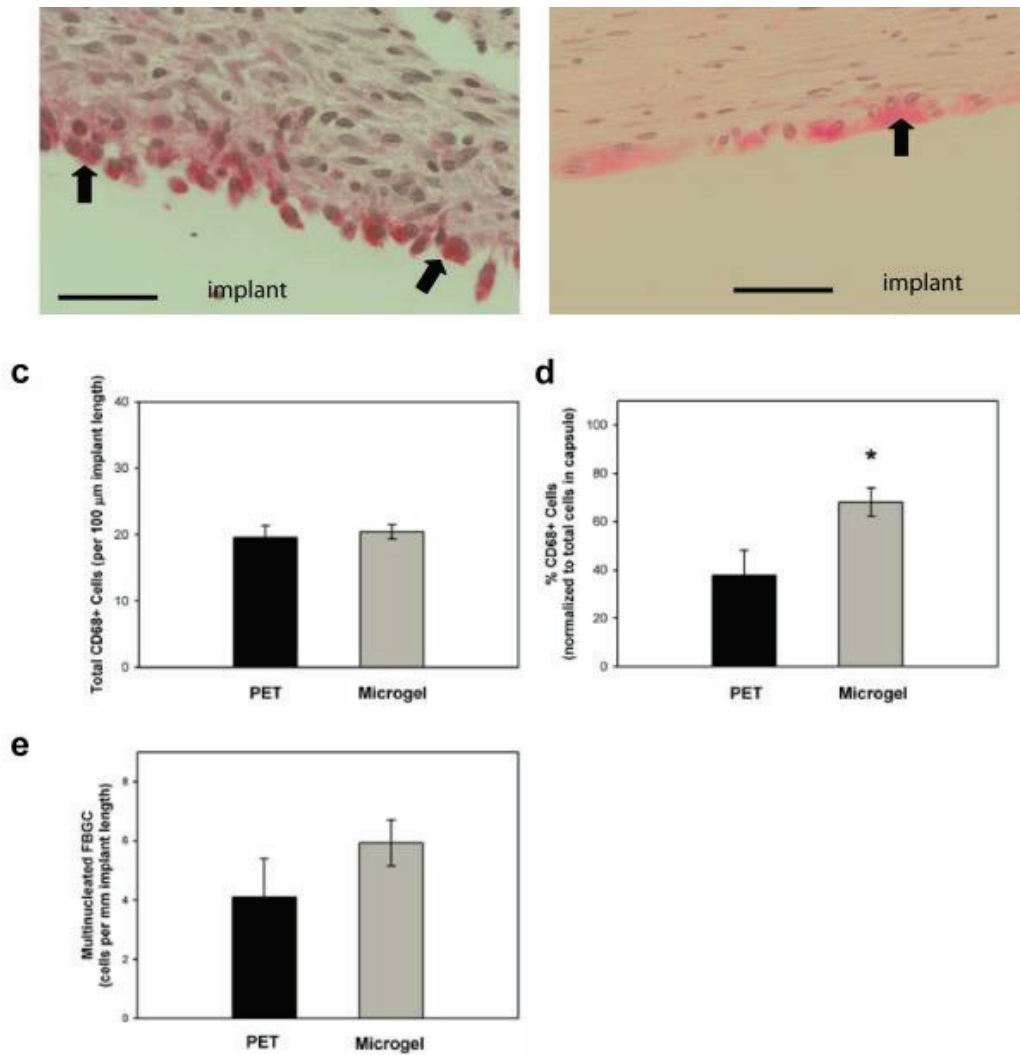 implant
implant
c
Total CD68+ Cells (per 100 μm implant length)
40
30
20
10
0
PET Microgel
d
% CD68+ Cells
(normalized to total cells in capsule)
100
80
60
40
20
0
*
PET Microgel
e
Multinucleated FBGC
(cells per mm implant length)
8
6
4
2
0
PET Microgel